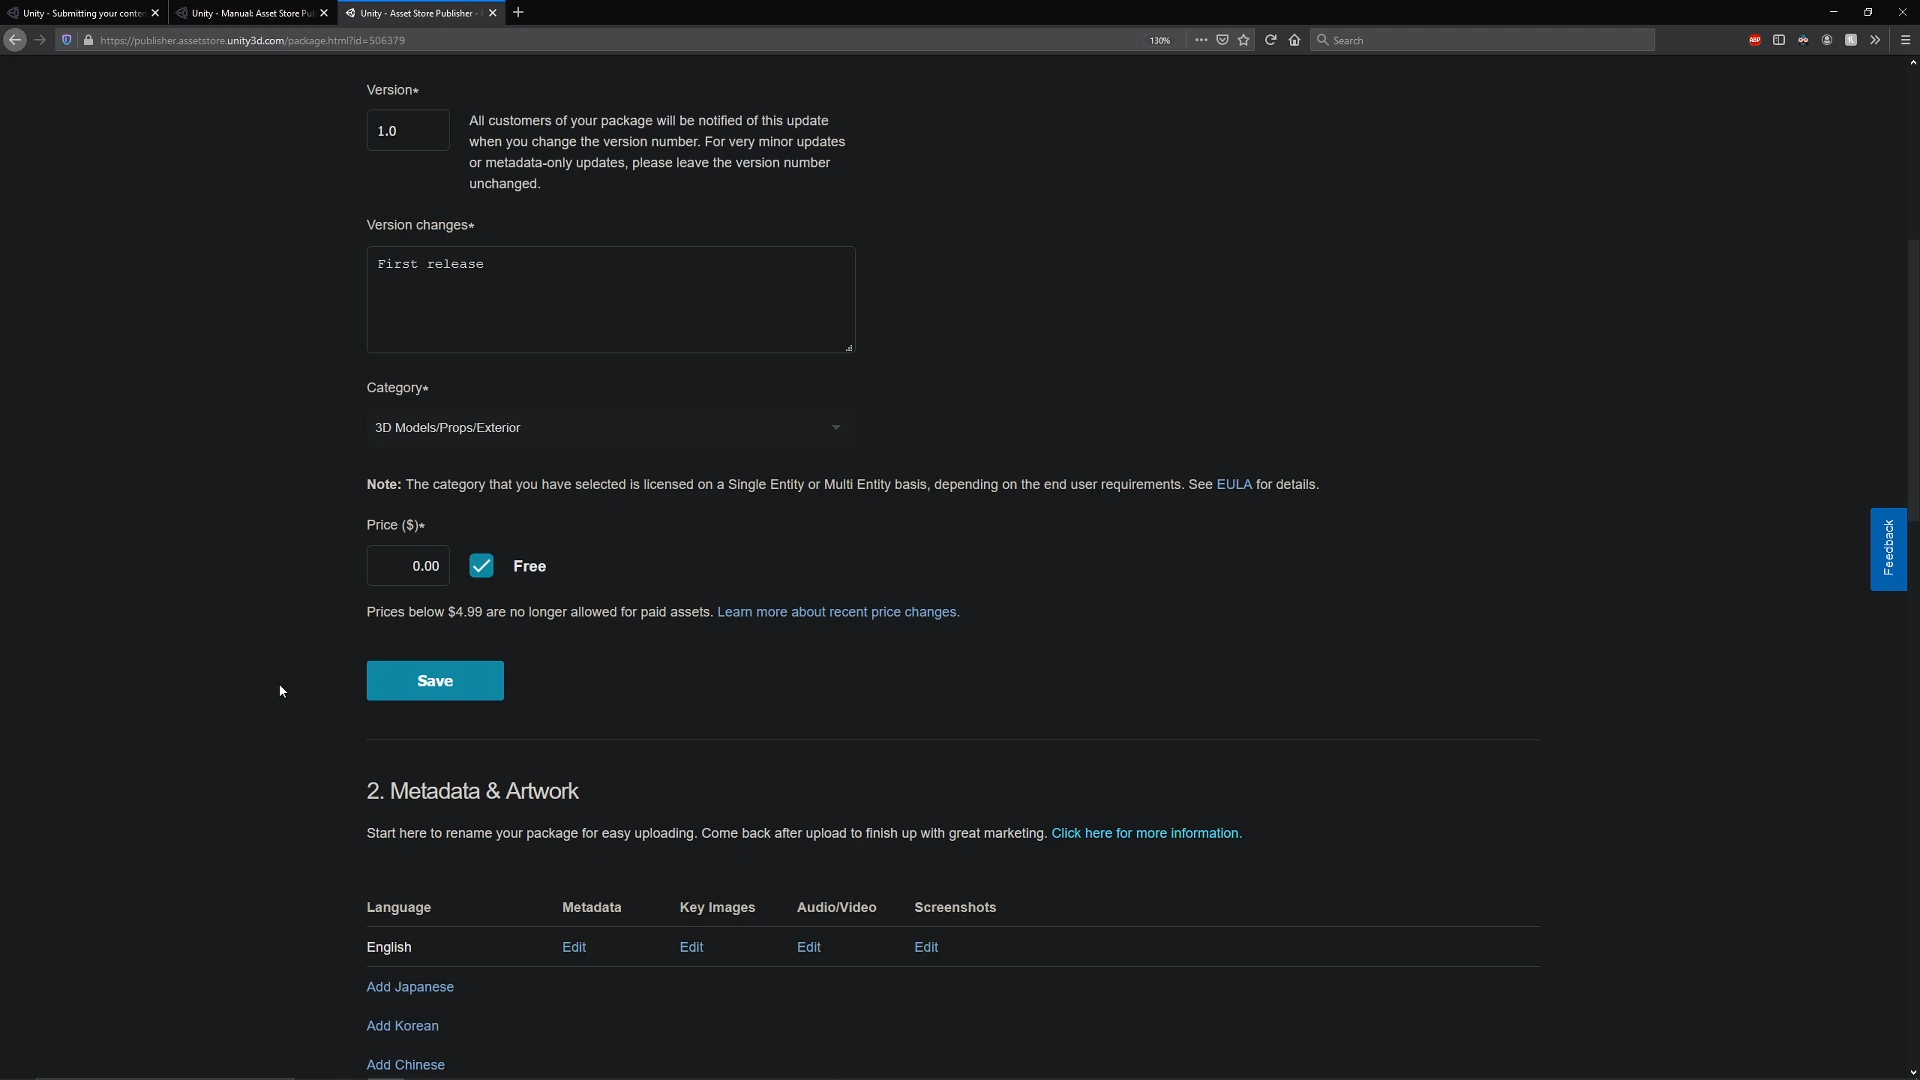 Unity - Submitting your conten
Unity - Manual: Asset Store Pu
Unity - Asset Store Publisher -
https://publisher.assetstore.unity3d.com/package.html?id=506379
130%
Search
ABP
Version*
1.0
All customers of your package will be notified of this update
when you change the version number. For very minor updates
or metadata-only updates, please leave the version number
unchanged.
Version changes*
First release
Category*
3D Models/Props/Exterior
Note: The category that you have selected is licensed on a Single Entity or Multi Entity basis, depending on the end user requirements. See EULA for details.
Price ($)*
0.00
Free
Prices below $4.99 are no longer allowed for paid assets. Learn more about recent price changes.
Feedback
Save
2. Metadata & Artwork
Start here to rename your package for easy uploading. Come back after upload to finish up with great marketing. Click here for more information.
Language Metadata Key Images Audio/Video Screenshots
English Edit Edit Edit Edit
Add Japanese
Add Korean
Add Chinese